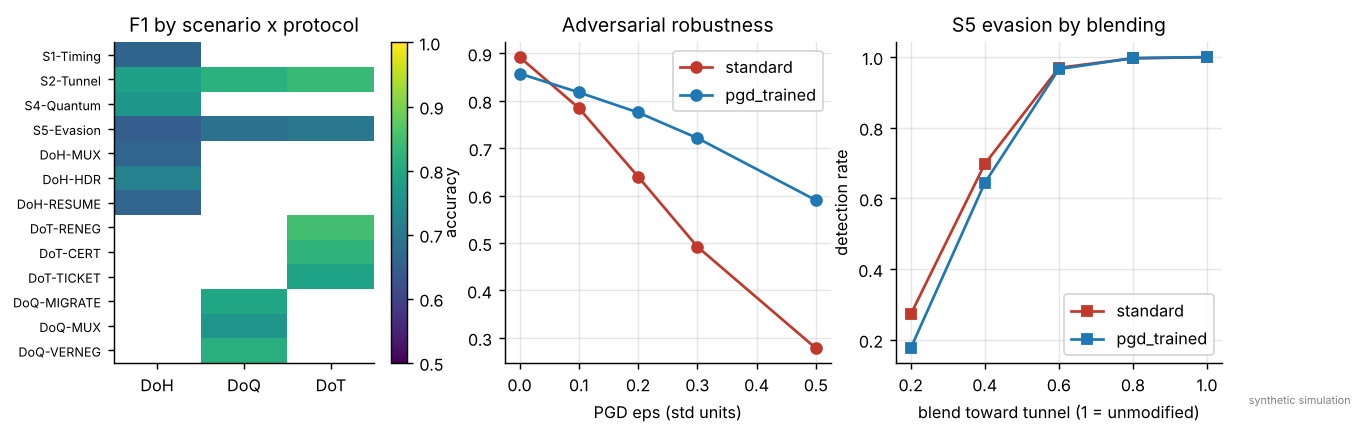 F1 by scenario x protocol
S1-Timing
S2-Tunnel
S4-Quantum
S5-Evasion
DoH-MUX
DoH-HDR
DoH-RESUME
DoT-RENEG
DoT-CERT
DoT-TICKET
DoQ-MIGRATE
DoQ-MUX
DoQ-VERNEG
DoH DoQ DoT
1.0
0.9
0.8
0.7
0.6
0.5
Adversarial robustness
accuracy
0.9
0.8
0.7
0.6
0.5
0.4
0.3
standard
pgd_trained
0.0 0.1 0.2 0.3 0.4 0.5
PGD eps (std units)
S5 evasion by blending
detection rate
1.0
0.8
0.6
0.4
0.2
standard
pgd_trained
0.2 0.4 0.6 0.8 1.0
blend toward tunnel (1 = unmodified)
synthetic simulation